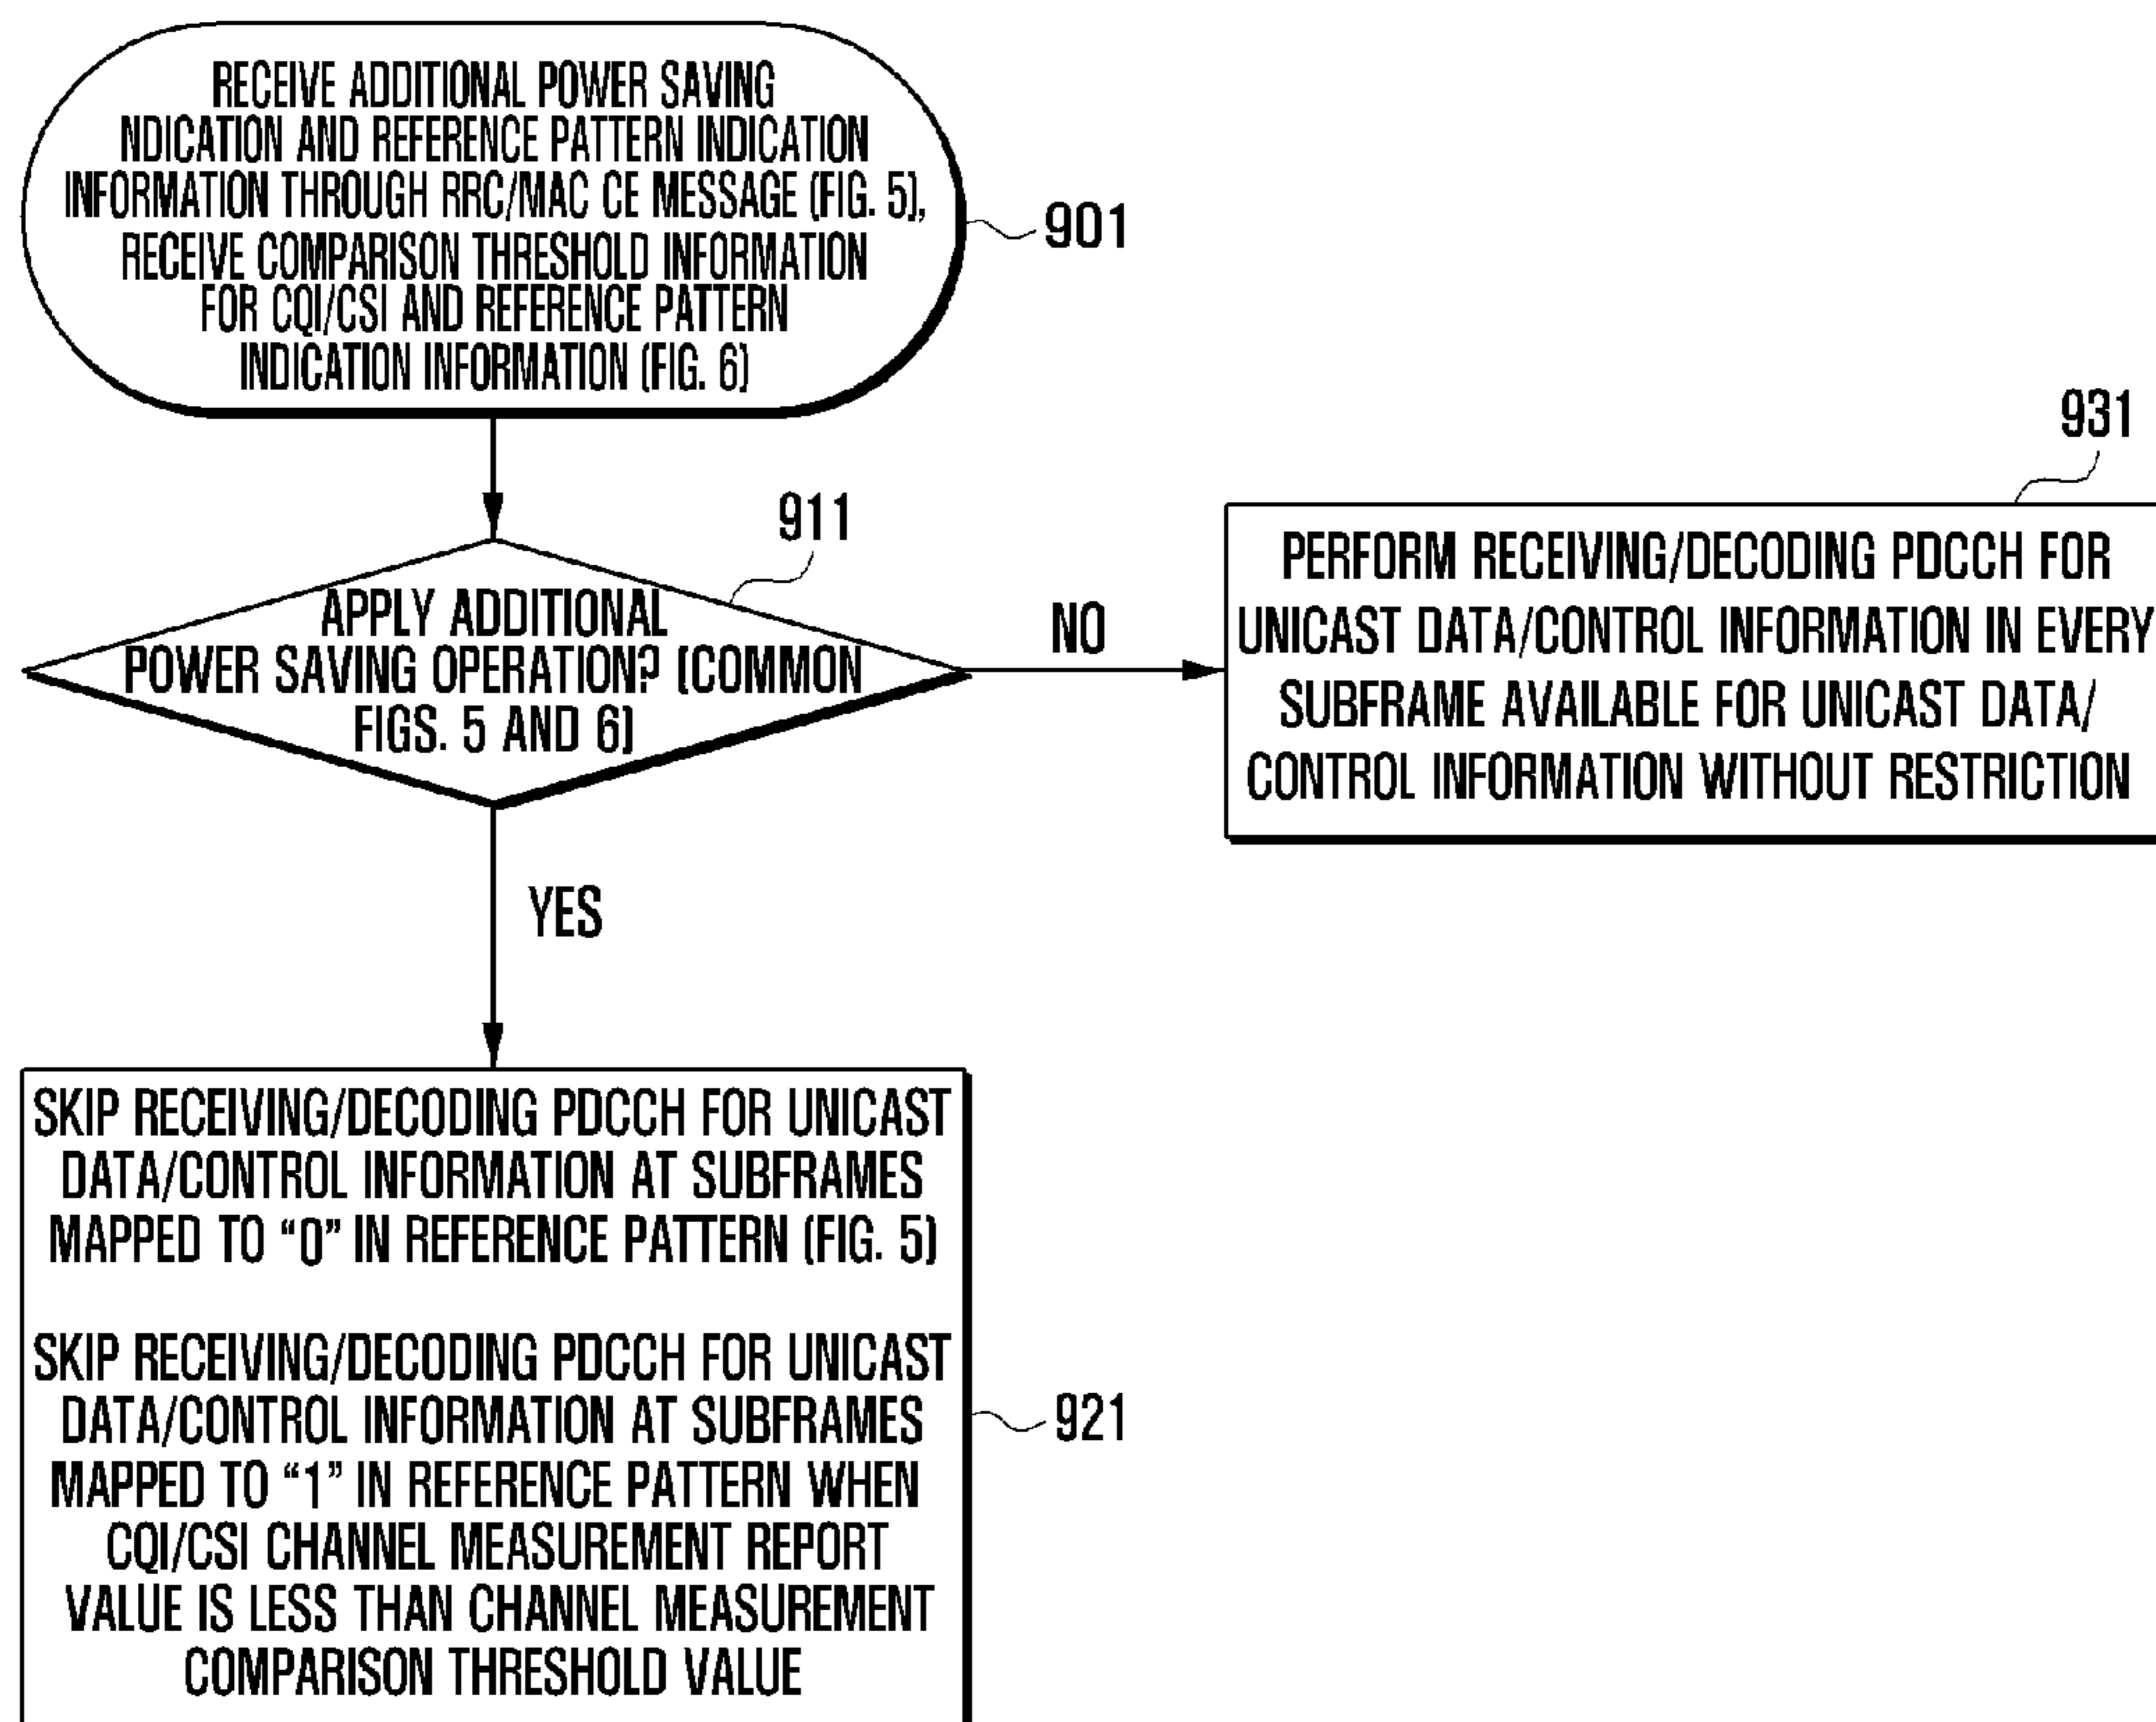 RECEIVE ADDITIONAL POWER SAVING
NDICATION AND REFERENCE PATTERN INDICATION
INFORMATION THROUGH RRC/MAC CE MESSAGE (FIG. 5),
RECEIVE COMPARISON THRESHOLD INFORMATION
FOR CQI/CSI AND REFERENCE PATTERN
INDICATION INFORMATION (FIG. 6)
901
911
APPLY ADDITIONAL
POWER SAVING OPERATION? (COMMON
FIGS. 5 AND 6)
NO
931
PERFORM RECEIVING/DECODING PDCCH FOR
UNICAST DATA/CONTROL INFORMATION IN EVERY
SUBFRAME AVAILABLE FOR UNICAST DATA/
CONTROL INFORMATION WITHOUT RESTRICTION
YES
SKIP RECEIVING/DECODING PDCCH FOR UNICAST
DATA/CONTROL INFORMATION AT SUBFRAMES
MAPPED TO “0” IN REFERENCE PATTERN (FIG. 5)
SKIP RECEIVING/DECODING PDCCH FOR UNICAST
DATA/CONTROL INFORMATION AT SUBFRAMES
MAPPED TO “1” IN REFERENCE PATTERN WHEN
CQI/CSI CHANNEL MEASUREMENT REPORT
VALUE IS LESS THAN CHANNEL MEASUREMENT
COMPARISON THRESHOLD VALUE
921